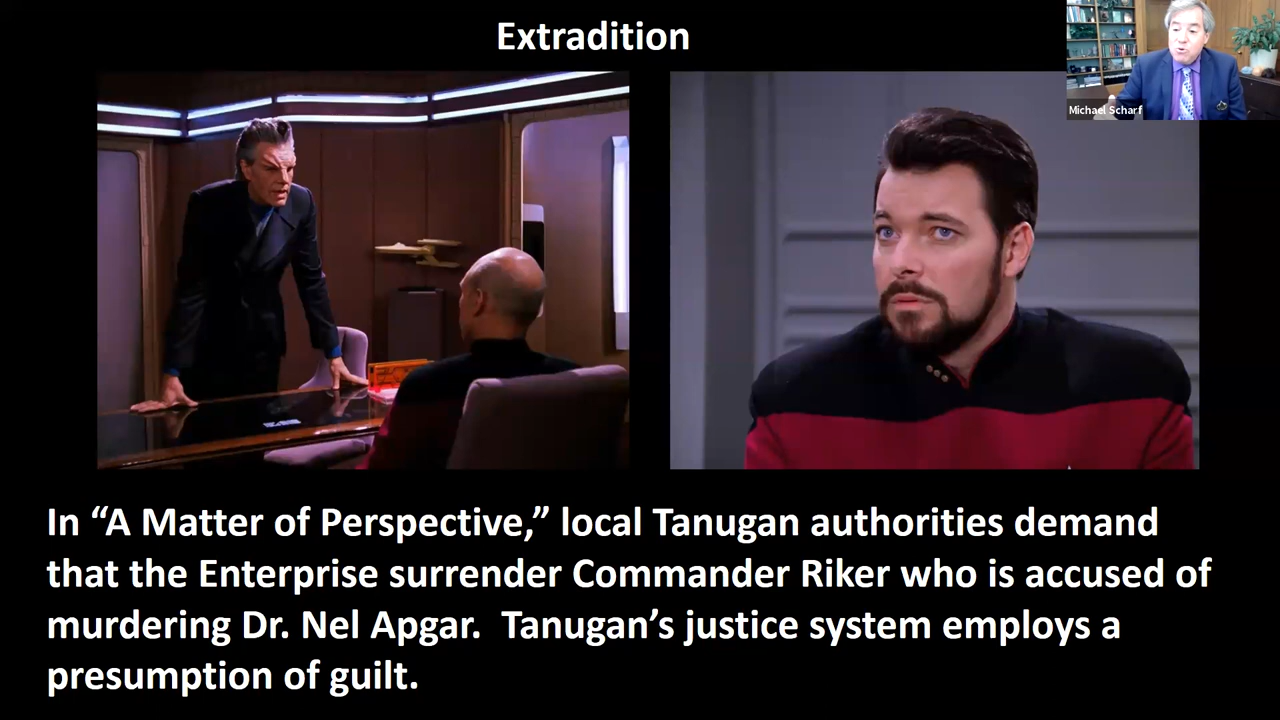 Extradition
Michael Scharf
In “A Matter of Perspective,” local Tanugan authorities demand
that the Enterprise surrender Commander Riker who is accused of
murdering Dr. Nel Apgar.  Tanugan’s justice system employs a
presumption of guilt.